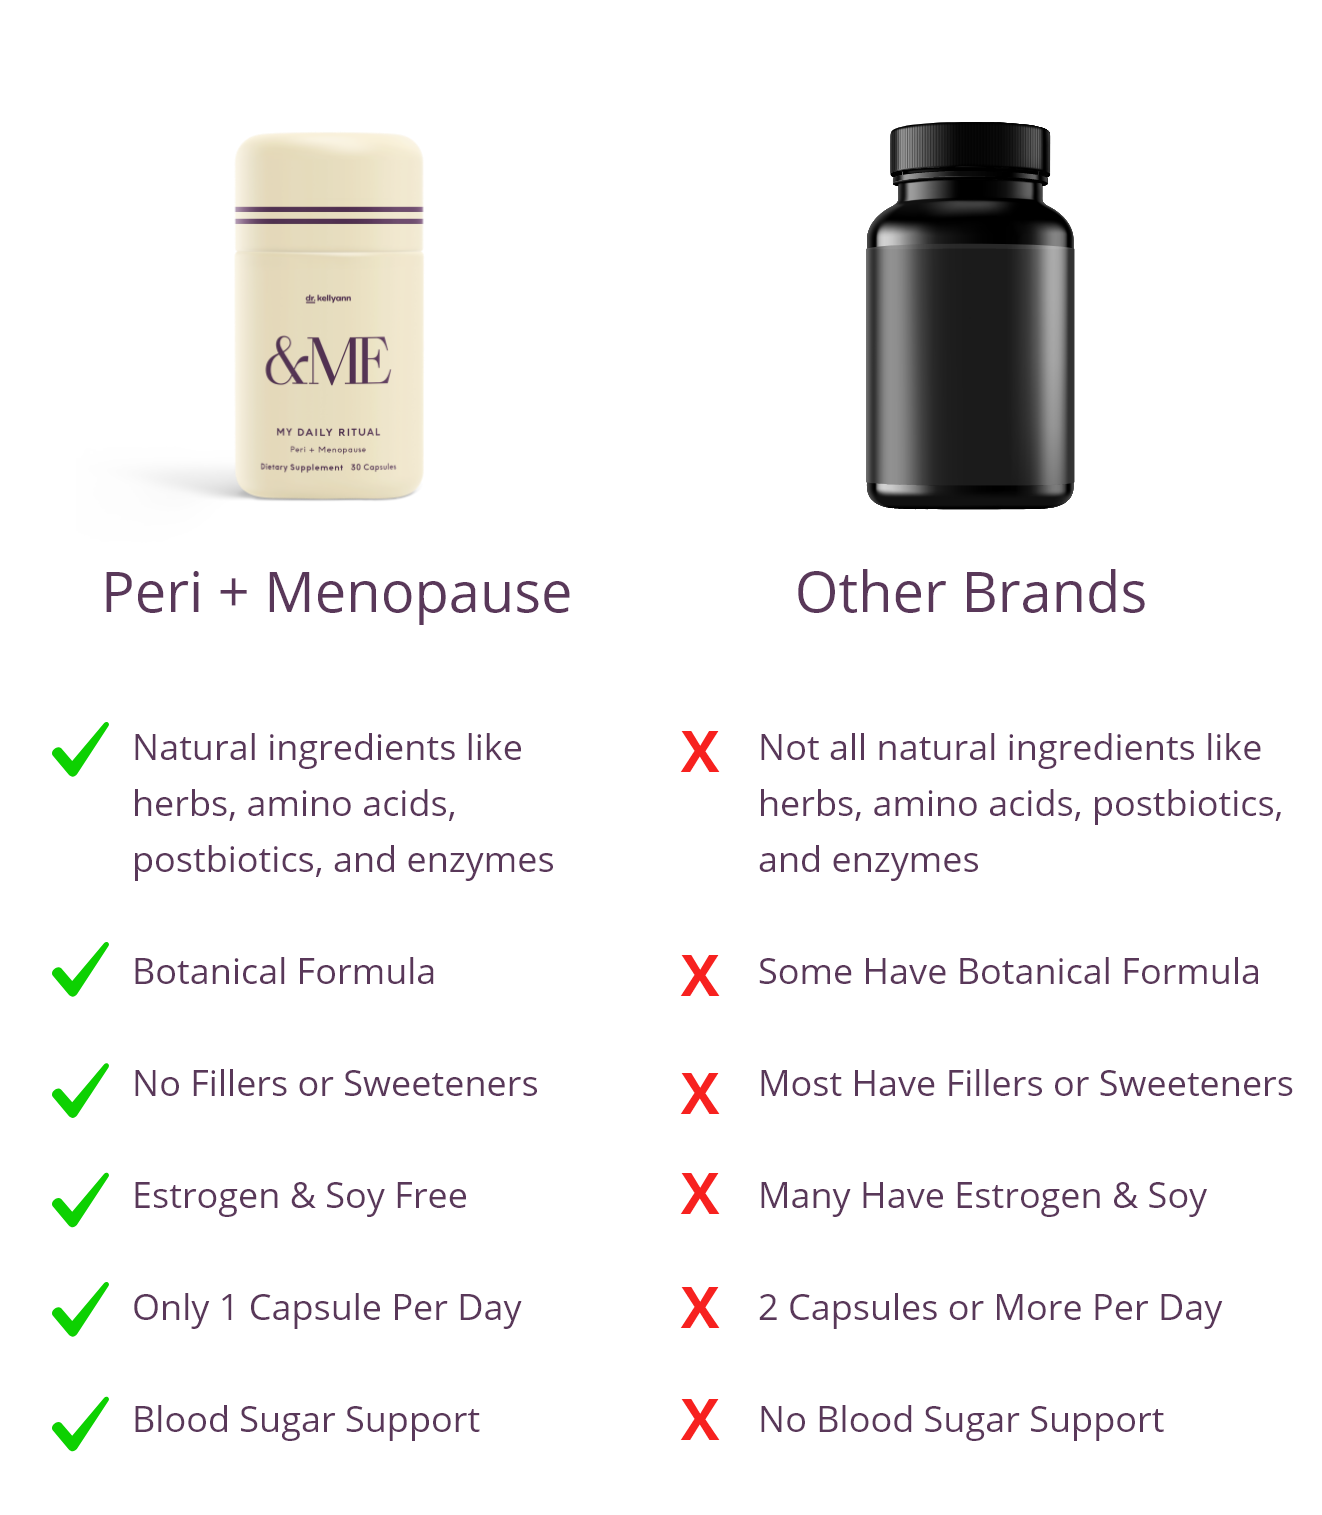 dr. kellyann
&ME
MY DAILY RITUAL
Peri + Menopause
Dietary Supplement 30 Capsules
Peri + Menopause
Natural ingredients like
herbs, amino acids,
postbiotics, and enzymes
Botanical Formula
No Fillers or Sweeteners
Estrogen & Soy Free
Only 1 Capsule Per Day
Blood Sugar Support
Other Brands
X Not all natural ingredients like
herbs, amino acids, postbiotics,
and enzymes
X Some Have Botanical Formula
X Most Have Fillers or Sweeteners
X Many Have Estrogen & Soy
X 2 Capsules or More Per Day
X No Blood Sugar Support